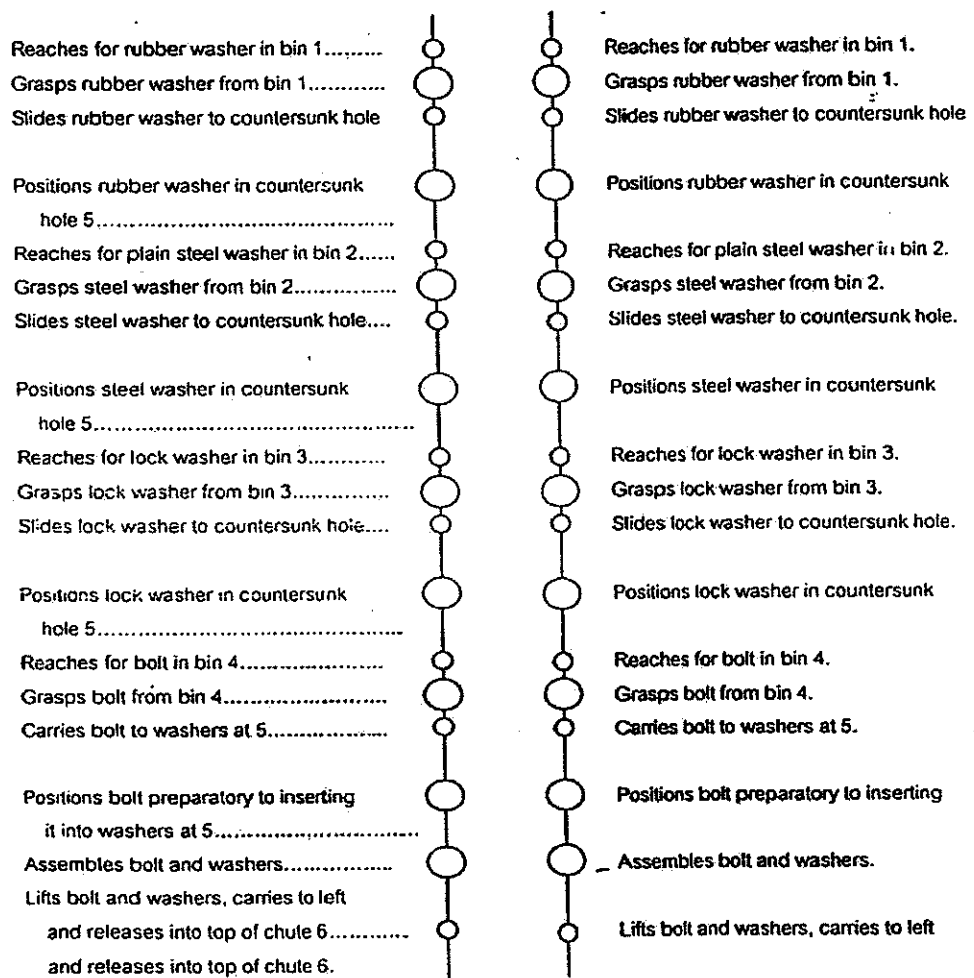 Reaches for rubber washer in bin 1......... Reaches for rubber washer in bin 1.
Grasps rubber washer from bin 1............ Grasps rubber washer from bin 1.
Slides rubber washer to countersunk hole Slides rubber washer to countersunk hole
Positions rubber washer in countersunk Positions rubber washer in countersunk
hole 5...............................................
Reaches for plain steel washer in bin 2...... Reaches for plain steel washer in bin 2.
Grasps steel washer from bin 2............... Grasps steel washer from bin 2.
Slides steel washer to countersunk hole.... Slides steel washer to countersunk hole.
Positions steel washer in countersunk Positions steel washer in countersunk
hole 5..................................................
Reaches for lock washer in bin 3............ Reaches for lock washer in bin 3.
Grasps lock washer from bin 3............... Grasps lock washer from bin 3.
Slides lock washer to countersunk hole.... Slides lock washer to countersunk hole.
Positions lock washer in countersunk Positions lock washer in countersunk
hole 5................................................
Reaches for bolt in bin 4..................... Reaches for bolt in bin 4.
Grasps bolt from bin 4........................ Grasps bolt from bin 4.
Carries bolt to washers at 5.................. Carries bolt to washers at 5.
Positions bolt preparatory to inserting Positions bolt preparatory to inserting
it into washers at 5...........................
Assembles bolt and washers................ Assembles bolt and washers.
Lifts bolt and washers, carries to left
and releases into top of chute 6............ Lifts bolt and washers, carries to left
and releases into top of chute 6.